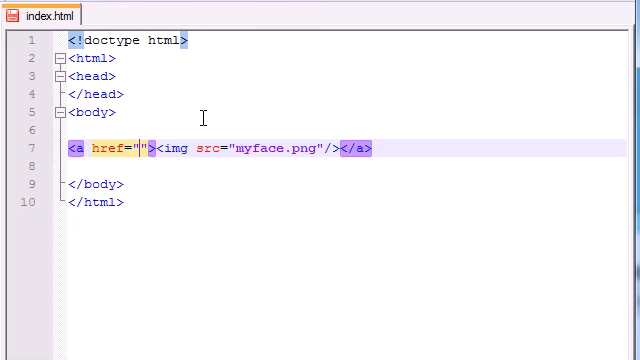 index.html
1 <!doctype html>
2 <html>
3 <head>
4 </head>
5 <body>
6
7 <a href=""><img src="myface.png"/></a>
8
9 </body>
10 </html>